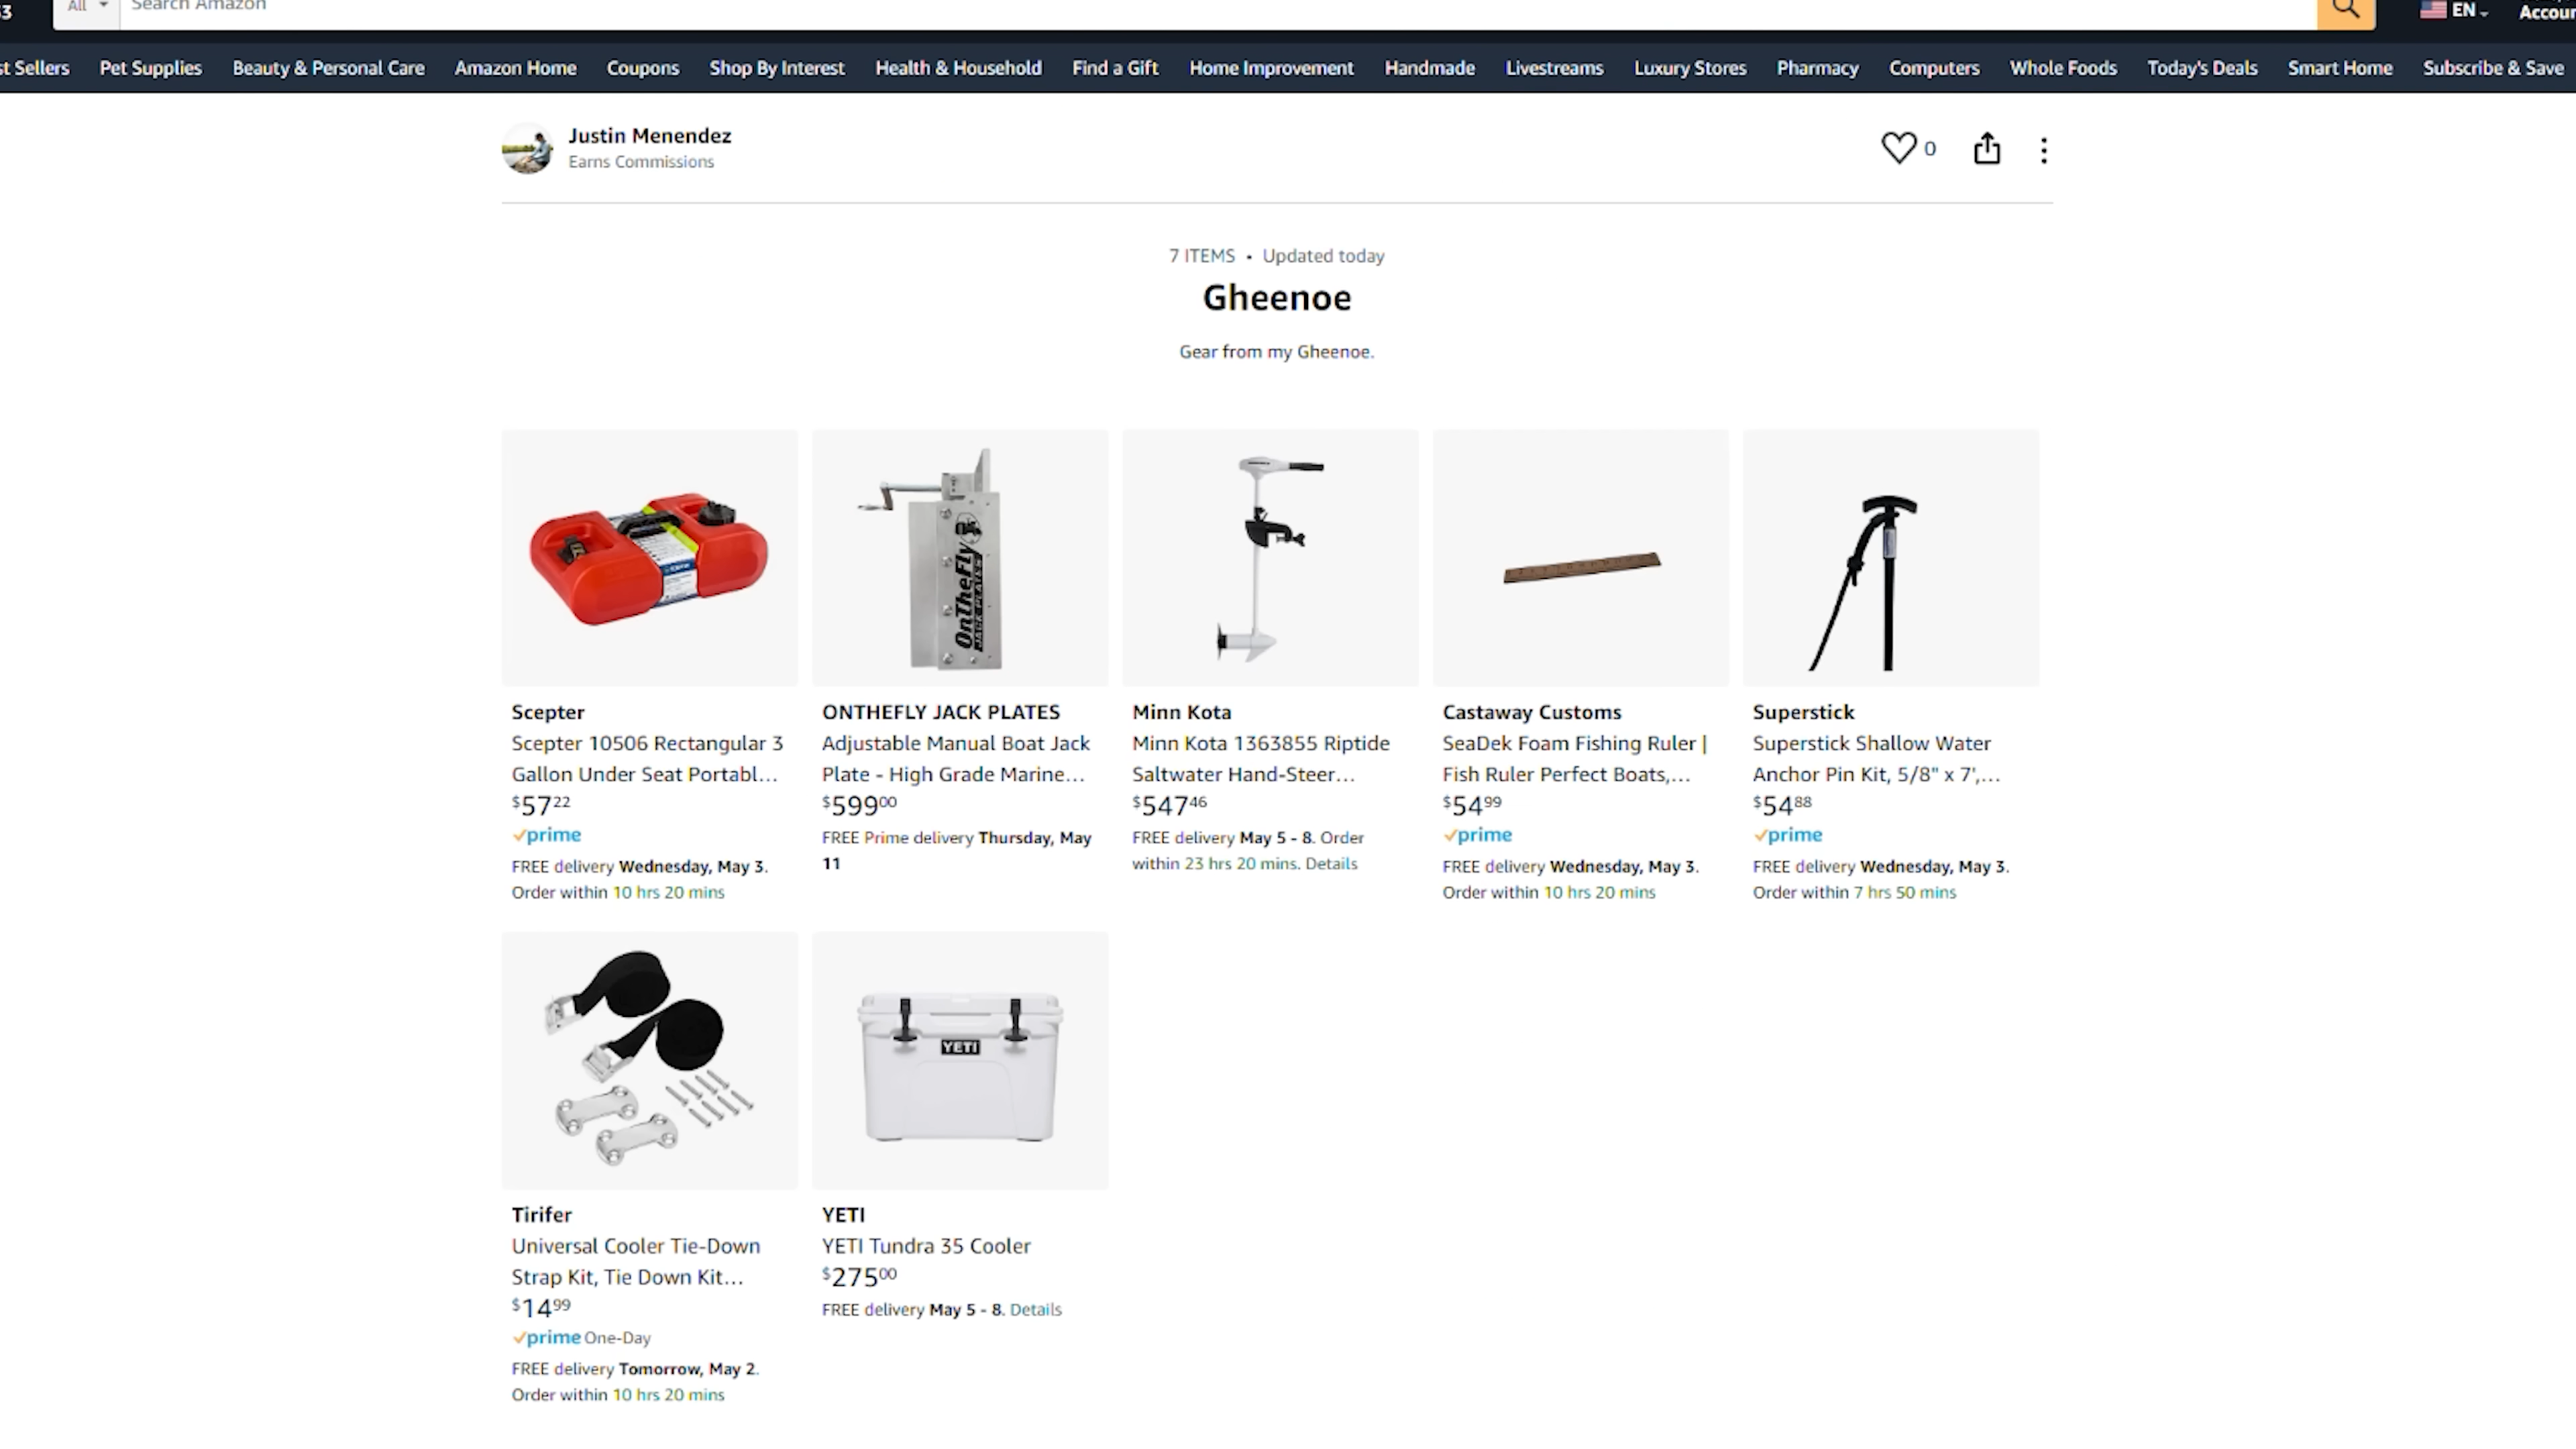 53
All
Search Amazon
EN
Accoun
st Sellers Pet Supplies Beauty & Personal Care Amazon Home Coupons Shop By Interest Health & Household Find a Gift Home Improvement Handmade Livestreams Luxury Stores Pharmacy Computers Whole Foods Today's Deals Smart Home Subscribe & Save
Justin Menendez
Earns Commissions
0
7 ITEMS • Updated today
Gheenoe
Gear from my Gheenoe.
OnTheFly
JACK PLATES
Scepter
Scepter 10506 Rectangular 3
Gallon Under Seat Portabl...
$57 22
prime
FREE delivery Wednesday, May 3.
Order within 10 hrs 20 mins
ONTHEFLY JACK PLATES
Adjustable Manual Boat Jack
Plate - High Grade Marine...
$599 00
FREE Prime delivery Thursday, May
11
Minn Kota
Minn Kota 1363855 Riptide
Saltwater Hand-Steer...
$547 46
FREE delivery May 5 - 8. Order
within 23 hrs 20 mins. Details
Castaway Customs
SeaDek Foam Fishing Ruler |
Fish Ruler Perfect Boats,...
$54 99
prime
FREE delivery Wednesday, May 3.
Order within 10 hrs 20 mins
Superstick
Superstick Shallow Water
Anchor Pin Kit, 5/8" x 7',...
$54 88
prime
FREE delivery Wednesday, May 3.
Order within 7 hrs 50 mins
YETI
Tirifer
Universal Cooler Tie-Down
Strap Kit, Tie Down Kit...
$14 99
prime One-Day
FREE delivery Tomorrow, May 2.
Order within 10 hrs 20 mins
YETI
YETI Tundra 35 Cooler
$275 00
FREE delivery May 5 - 8. Details